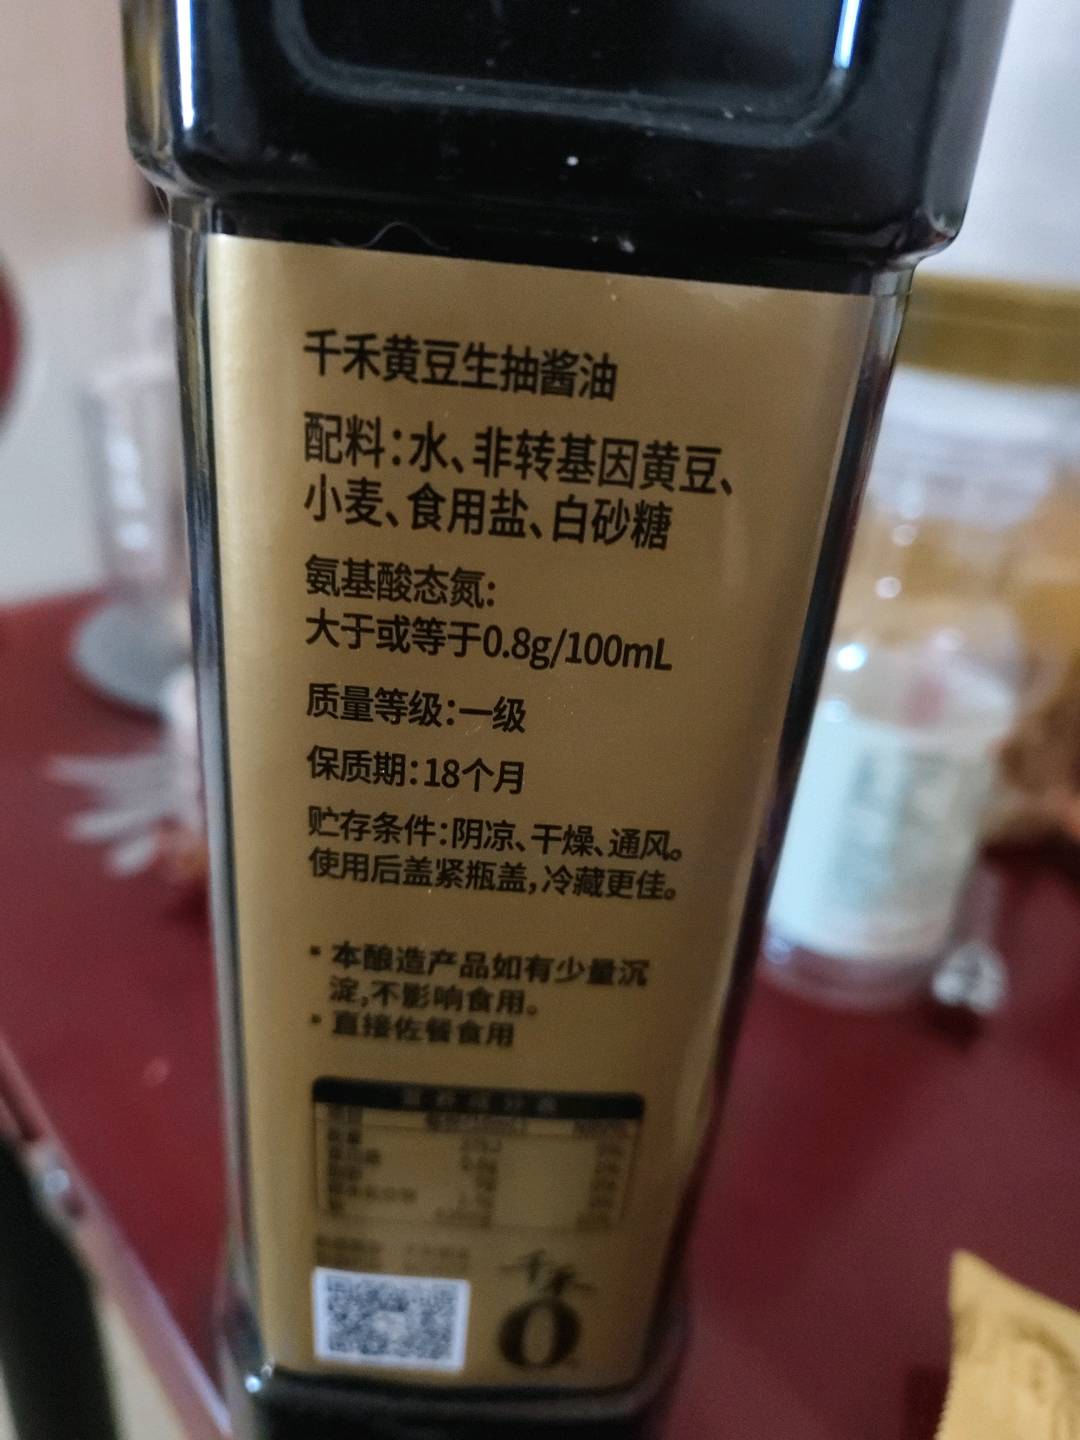 千禾黄豆生抽酱油
配料:水、非转基因黄豆、
小麦、食用盐、白砂糖
氨基酸态氮:
大于或等于0.8g/100mL
质量等级:一级
保质期:18个月
贮存条件:阴凉、干燥、通风。
使用后盖紧瓶盖,冷藏更佳。
▪本酿造产品如有少量沉
淀,不影响食用。
▪直接佐餐食用
千禾
0